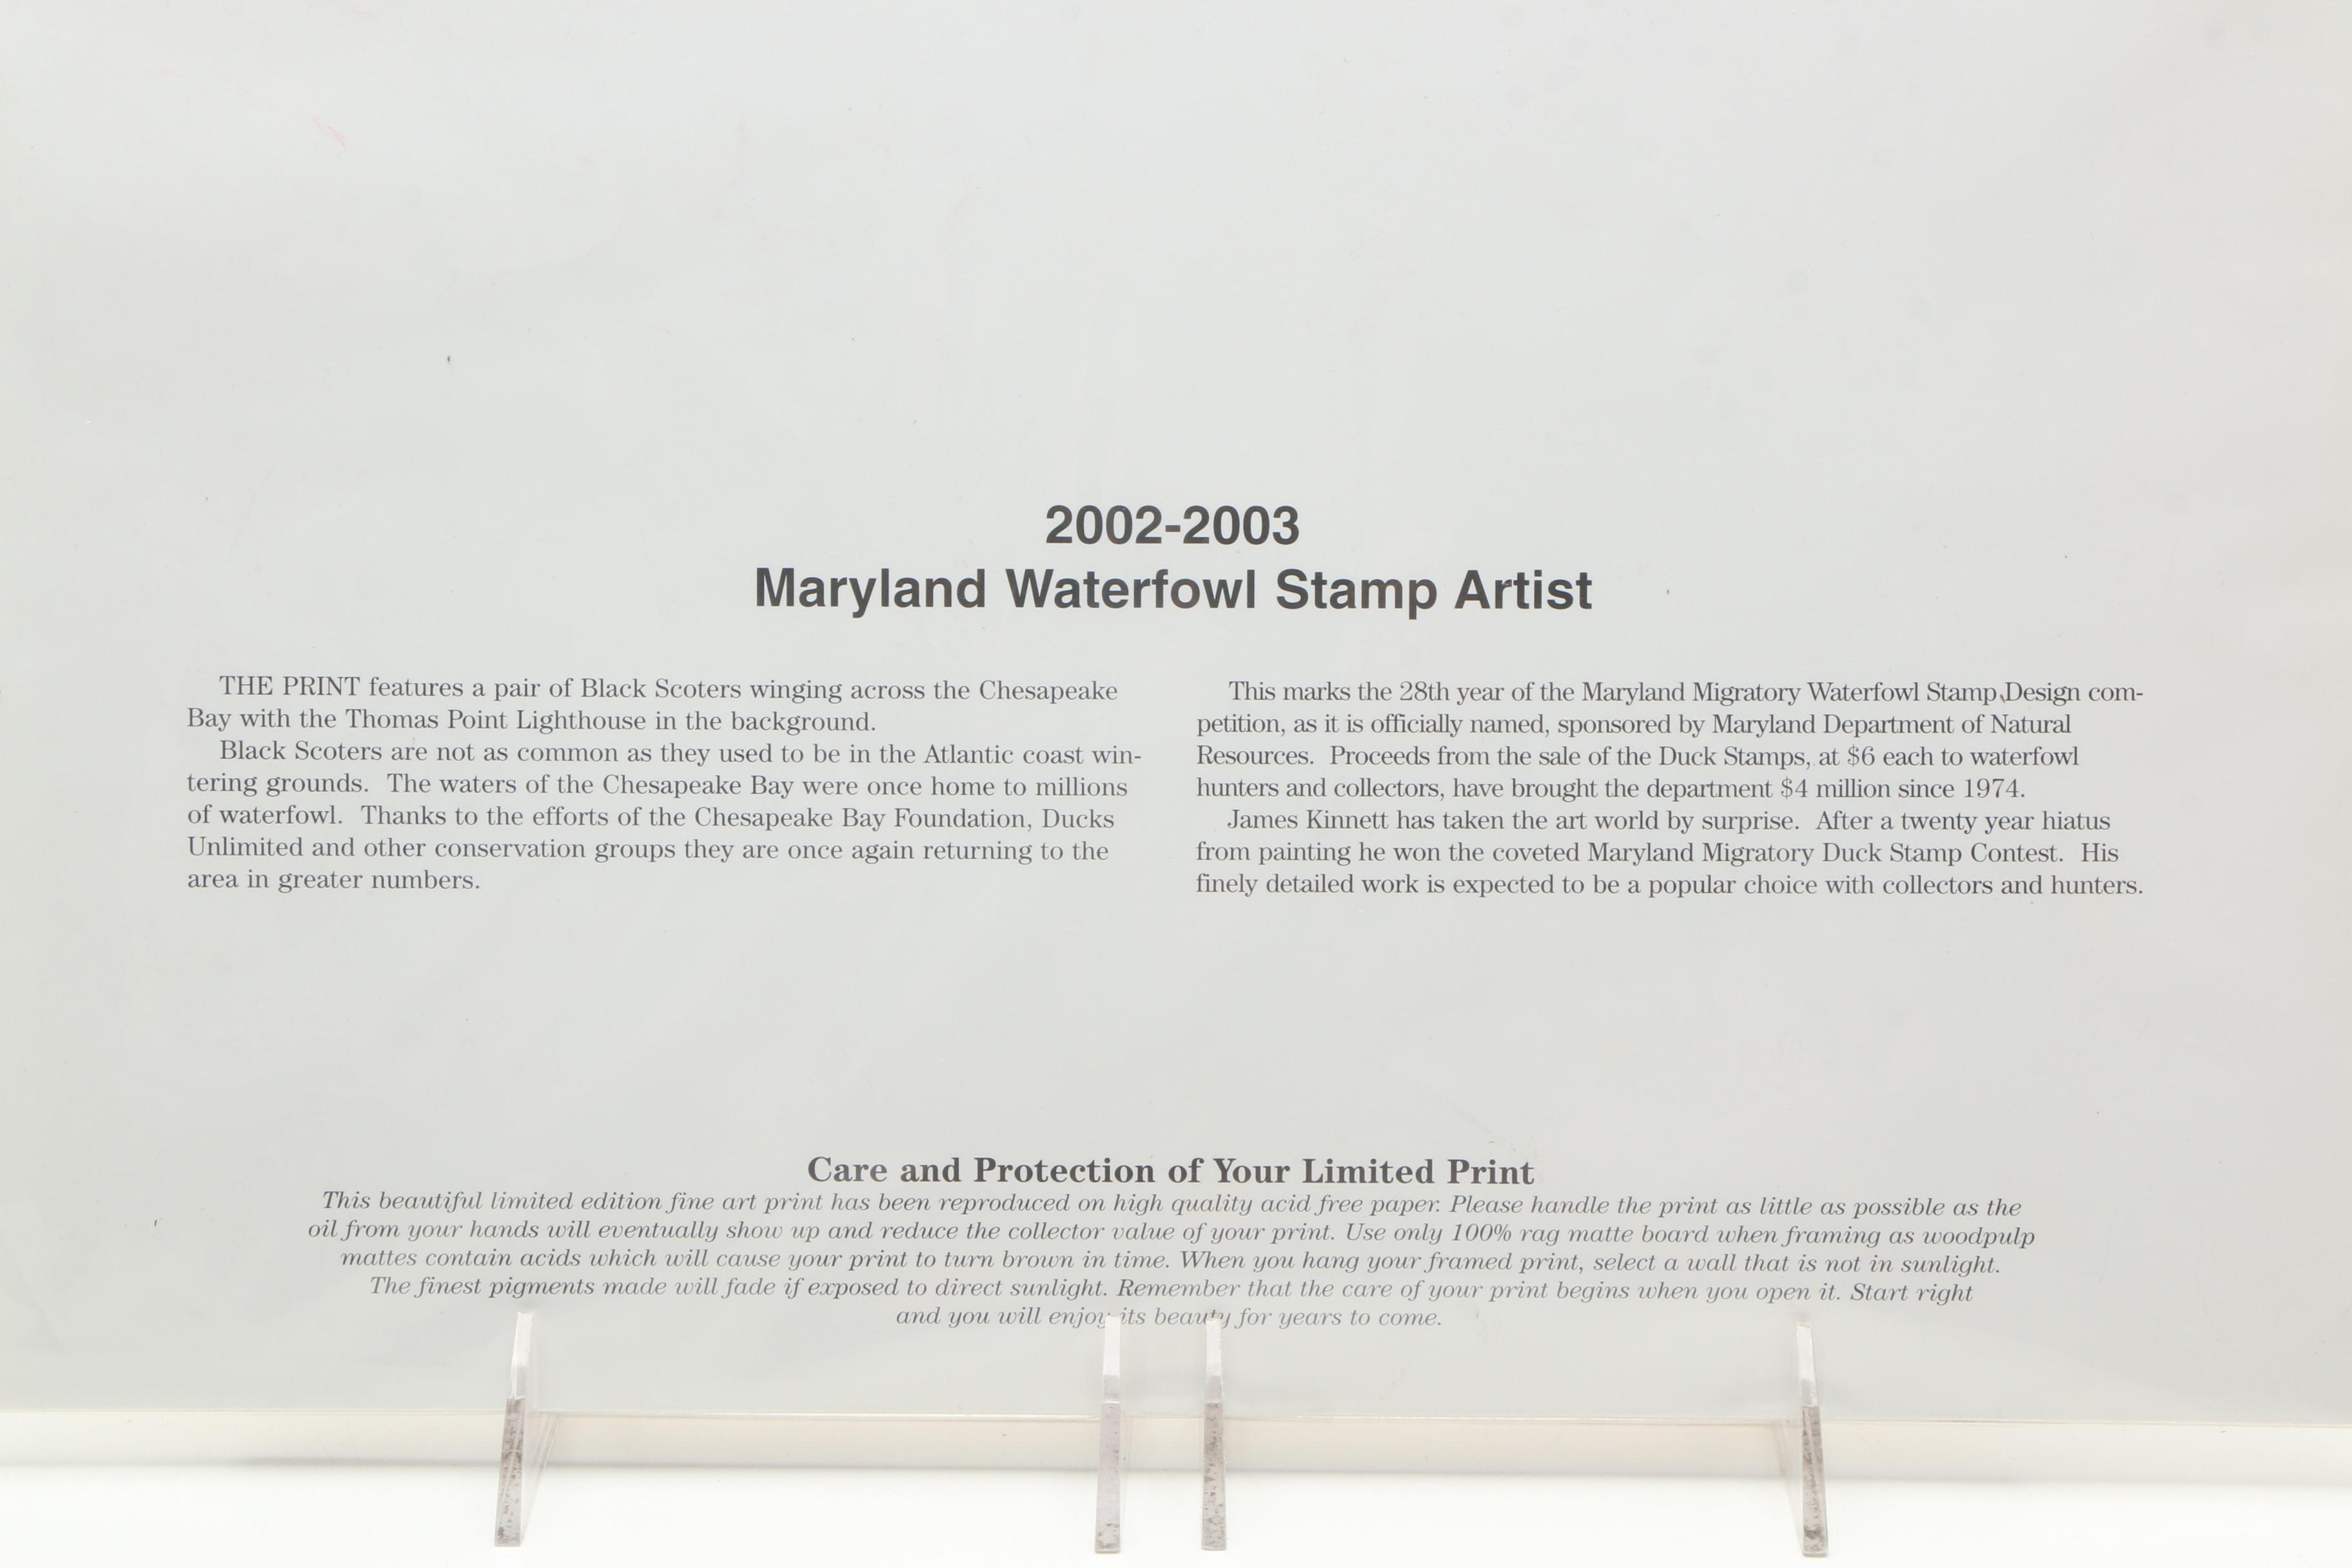 2002-2003
Maryland Waterfowl Stamp Artist
THE PRINT features a pair of Black Scoters winging across the Chesapeake
Bay with the Thomas Point Lighthouse in the background.
Black Scoters are not as common as they used to be in the Atlantic coast win-
tering grounds. The waters of the Chesapeake Bay were once home to millions
of waterfowl. Thanks to the efforts of the Chesapeake Bay Foundation, Ducks
Unlimited and other conservation groups they are once again returning to the
area in greater numbers.
This marks the 28th year of the Maryland Migratory Waterfowl Stamp Design com-
petition, as it is officially named, sponsored by Maryland Department of Natural
Resources. Proceeds from the sale of the Duck Stamps, at $6 each to waterfowl
hunters and collectors, have brought the department $4 million since 1974.
James Kinnett has taken the art world by surprise. After a twenty year hiatus
from painting he won the coveted Maryland Migratory Duck Stamp Contest. His
finely detailed work is expected to be a popular choice with collectors and hunters.
Care and Protection of Your Limited Print
This beautiful limited edition fine art print has been reproduced on high quality acid free paper. Please handle the print as little as possible as the
oil from your hands will eventually show up and reduce the collector value of your print. Use only 100% rag matte board when framing as woodpulp
mattes contain acids which will cause your print to turn brown in time. When you hang your framed print, select a wall that is not in sunlight.
The finest pigments made will fade if exposed to direct sunlight. Remember that the care of your print begins when you open it. Start right
and you will enjoy its beauty for years to come.